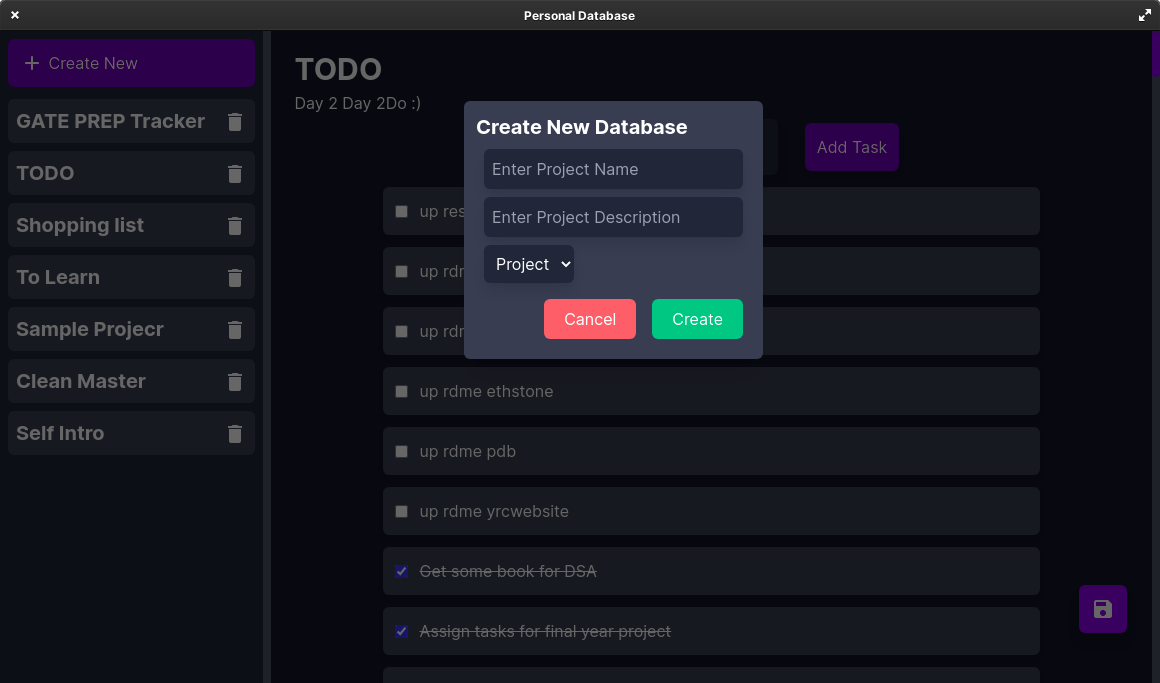 Personal Database
Create New
GATE PREP Tracker
TODO
Shopping list
To Learn
Sample Projecr
Clean Master
Self Intro
TODO
Day 2 Day 2Do :)
Add Task
up res
up rdr
up rdr
up rdme ethstone
up rdme pdb
up rdme yrcwebsite
Get some book for DSA
Assign tasks for final year project
Create New Database
Enter Project Name
Enter Project Description
Project
Cancel
Create